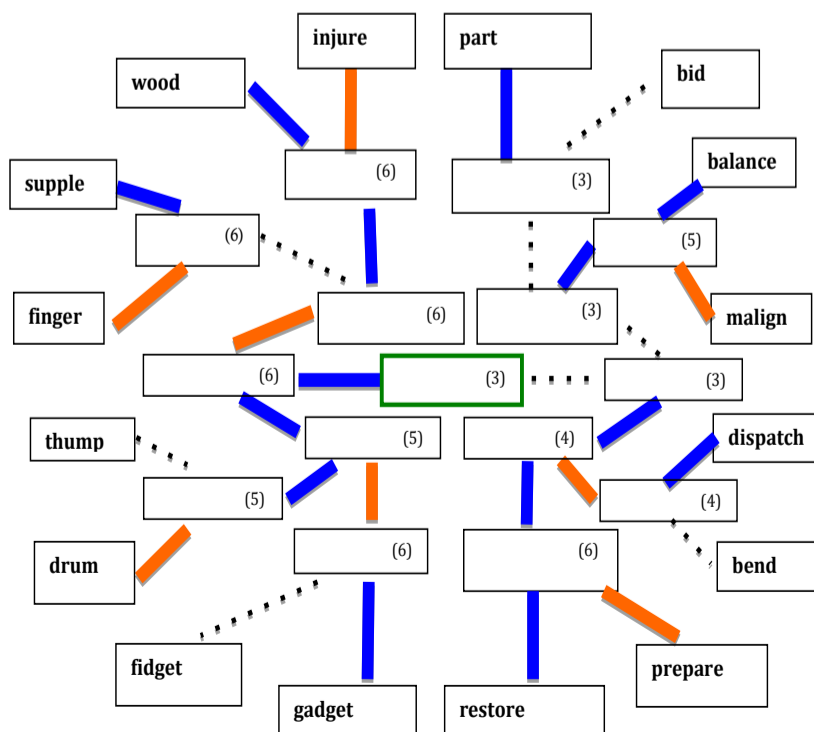 injure
part
wood
bid
(6)
(3)
balance
supple
(6)
(5)
finger
(6)
(3)
malign
(6)
(3)
(3)
thump
(5)
(4)
dispatch
(5)
(4)
drum
(6)
(6)
bend
fidget
prepare
gadget
restore